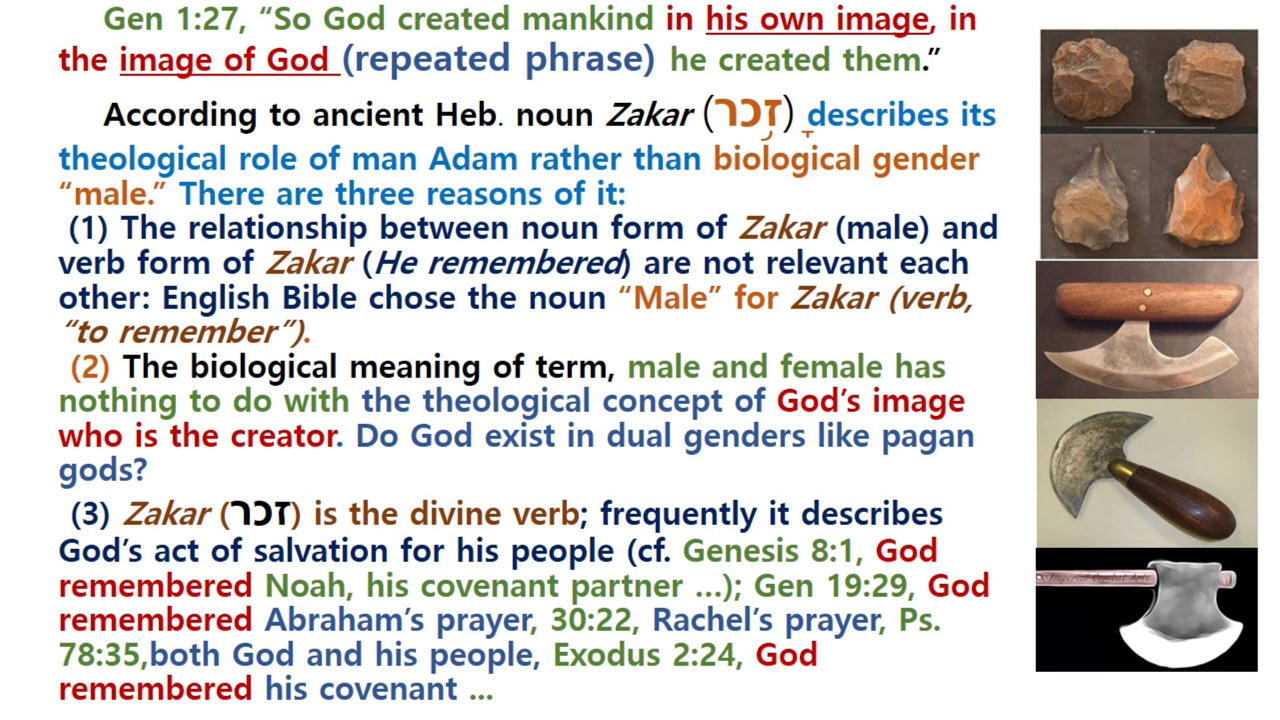 Gen 1:27, “So God created mankind in his own image, in
the image of God (repeated phrase) he created them.”
According to ancient Heb. noun Zakar (זָכָר) describes its
theological role of man Adam rather than biological gender
“male.” There are three reasons of it:
(1) The relationship between noun form of Zakar (male) and
verb form of Zakar (He remembered) are not relevant each
other: English Bible chose the noun “Male” for Zakar (verb,
“to remember”).
(2) The biological meaning of term, male and female has
nothing to do with the theological concept of God’s image
who is the creator. Do God exist in dual genders like pagan
gods?
(3) Zakar (זכר) is the divine verb; frequently it describes
God’s act of salvation for his people (cf. Genesis 8:1, God
remembered Noah, his covenant partner ...); Gen 19:29, God
remembered Abraham’s prayer, 30:22, Rachel’s prayer, Ps.
78:35,both God and his people, Exodus 2:24, God
remembered his covenant ...